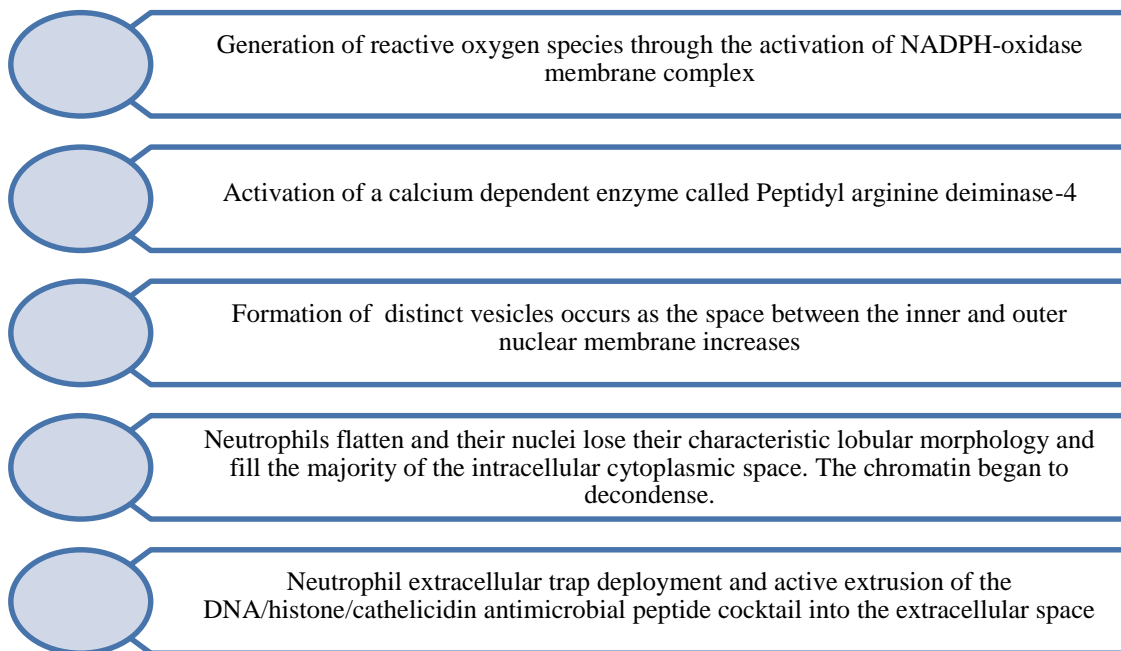 Generation of reactive oxygen species through the activation of NADPH-oxidase
membrane complex
Activation of a calcium dependent enzyme called Peptidyl arginine deiminase-4
Formation of distinct vesicles occurs as the space between the inner and outer
nuclear membrane increases
Neutrophils flatten and their nuclei lose their characteristic lobular morphology and
fill the majority of the intracellular cytoplasmic space. The chromatin began to
decondense.
Neutrophil extracellular trap deployment and active extrusion of the
DNA/histone/cathelicidin antimicrobial peptide cocktail into the extracellular space